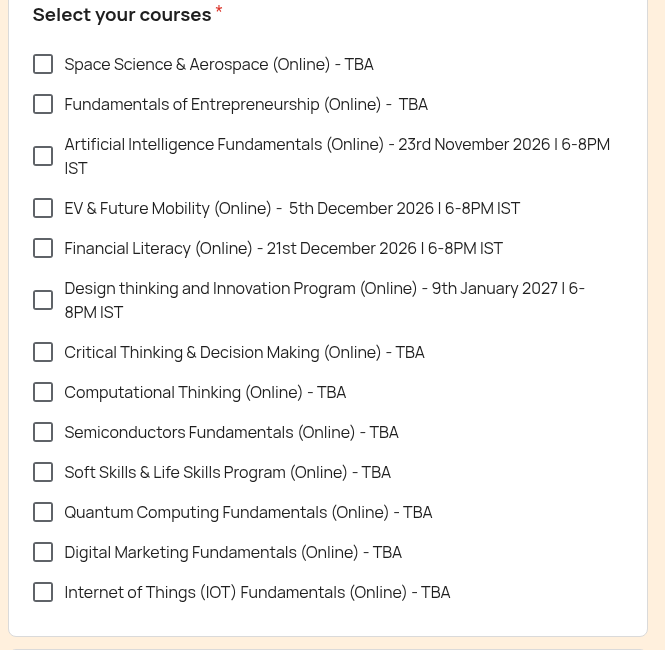 Select your courses *
Space Science & Aerospace (Online) - TBA
Fundamentals of Entrepreneurship (Online) -  TBA
Artificial Intelligence Fundamentals (Online) - 23rd November 2026 | 6-8PM
IST
EV & Future Mobility (Online) -  5th December 2026 | 6-8PM IST
Financial Literacy (Online) - 21st December 2026 | 6-8PM IST
Design thinking and Innovation Program (Online) - 9th January 2027 | 6-
8PM IST
Critical Thinking & Decision Making (Online) - TBA
Computational Thinking (Online) - TBA
Semiconductors Fundamentals (Online) - TBA
Soft Skills & Life Skills Program (Online) - TBA
Quantum Computing Fundamentals (Online) - TBA
Digital Marketing Fundamentals (Online) - TBA
Internet of Things (IOT) Fundamentals (Online) - TBA